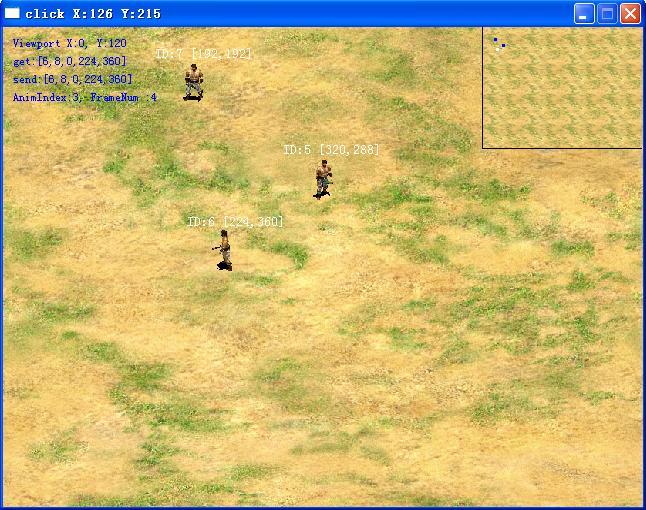 click X:126 Y:215
Viewport X:0, Y:120
get:[6,8,0,224,360]
send:[6,8,0,224,360]
AnimIndex:3, FrameNum :4
ID:7 [192,192]
ID:5 [320,288]
ID:6 [224,360]